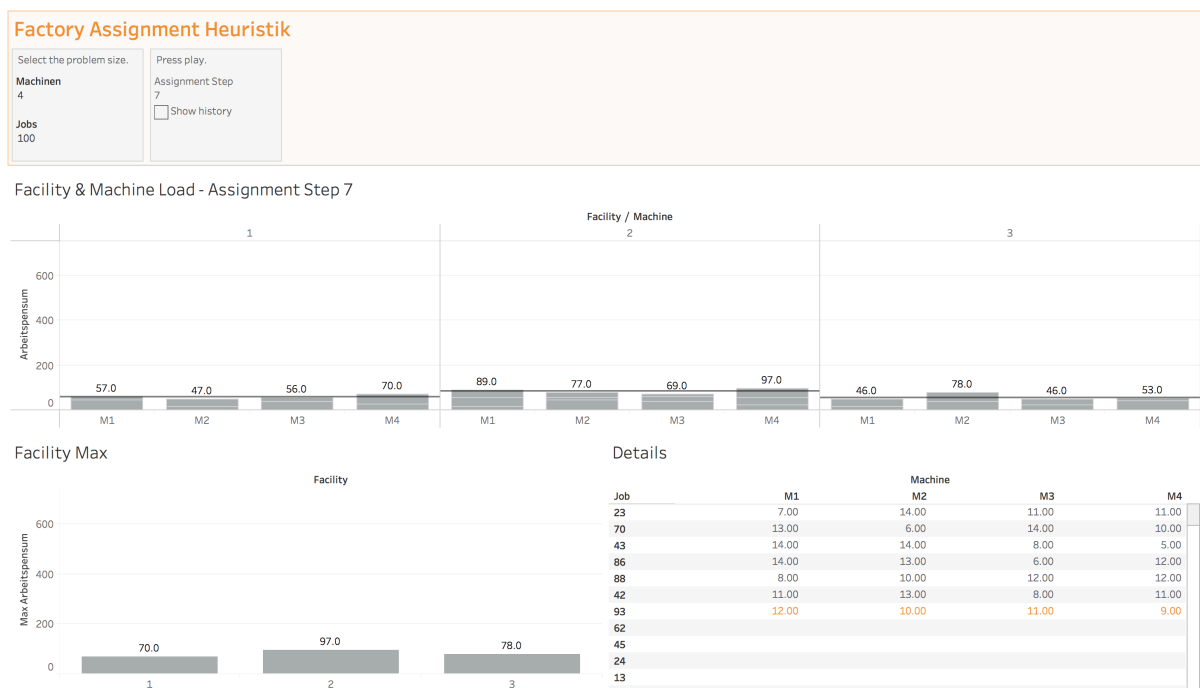 Factory Assignment Heuristik
Select the problem size.
Machinen
4
Jobs
100
Press play.
Assignment Step
7
Show history
Facility & Machine Load - Assignment Step 7
Facility / Machine
1 2 3
Arbeitspensum
600
400
200
0
57.0 47.0 56.0 70.0 89.0 77.0 69.0 97.0 46.0 78.0 46.0 53.0
M1 M2 M3 M4 M1 M2 M3 M4 M1 M2 M3 M4
Facility Max
Facility
Max Arbeitspensum
600
400
200
0
70.0 97.0 78.0
1 2 3
Details
Machine
Job M1 M2 M3 M4
23 7.00 14.00 11.00 11.00
70 13.00 6.00 14.00 10.00
43 14.00 14.00 8.00 5.00
86 14.00 13.00 6.00 12.00
88 8.00 10.00 12.00 12.00
42 11.00 13.00 8.00 11.00
93 12.00 10.00 11.00 9.00
62
45
24
13